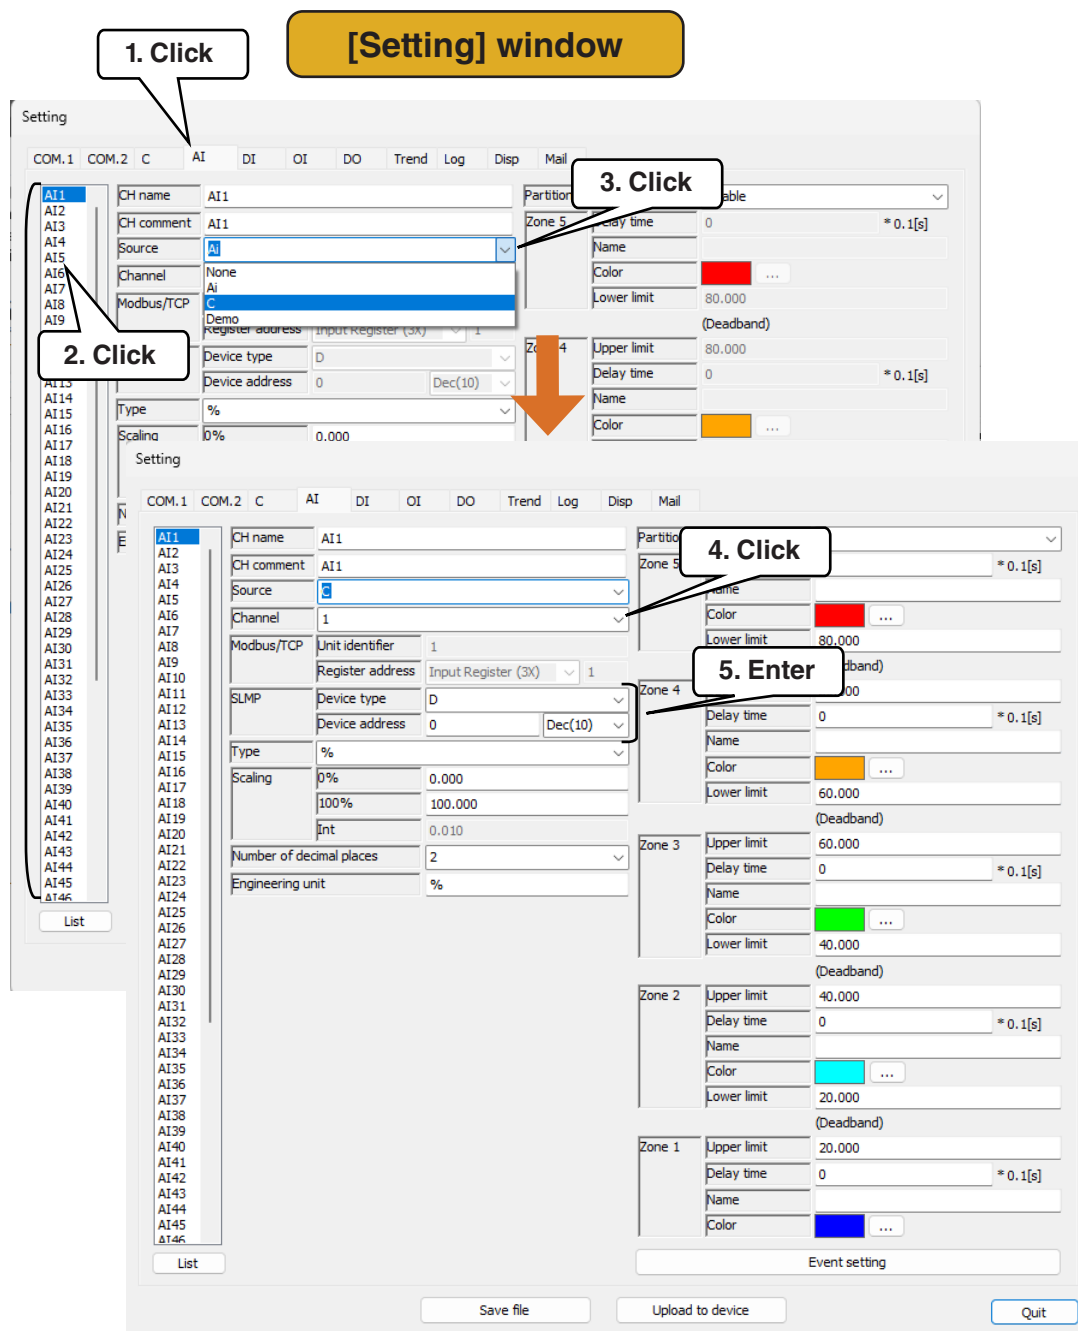 [Setting] window
1. Click
Setting
COM.1 COM.2 C AI DI OI DO Trend Log Disp Mail
3. Click
AI1
AI2
AI3
AI4
AI5
AI6
AI7
AI8
AI9
2. Click
AI13
AI14
AI15
AI16
AI17
AI18
AI19
AI20
AI21
AI22
AI23
AI24
AI25
AI26
AI27
AI28
AI29
AI30
AI31
AI32
AI33
AI34
AI35
AI36
AI37
AI38
AI39
AI40
AI41
AI42
AI43
AI44
AI45
AI46
List
CH name AI1
CH comment AI1
Source Ai
None
Ai
C
Demo
Channel
Modbus/TCP
Register address Input Register (3X) 1
Device type D
Device address 0 Dec(10)
Type %
Scaling 0% 0.000
Partition
Zone 5 Delay time 0 * 0.1[s]
Name
Color ...
Lower limit 80.000
(Deadband)
Upper limit 80.000
Delay time 0 * 0.1[s]
Name
Color ...
Setting
COM.1 COM.2 C AI DI OI DO Trend Log Disp Mail
4. Click
5. Enter
AI1
AI2
AI3
AI4
AI5
AI6
AI7
AI8
AI9
AI10
AI11
AI12
AI13
AI14
AI15
AI16
AI17
AI18
AI19
AI20
AI21
AI22
AI23
AI24
AI25
AI26
AI27
AI28
AI29
AI30
AI31
AI32
AI33
AI34
AI35
AI36
AI37
AI38
AI39
AI40
AI41
AI42
AI43
AI44
AI45
AI46
List
CH name AI1
CH comment AI1
Source C
Channel 1
Modbus/TCP Unit identifier 1
Register address Input Register (3X) 1
SLMP Device type D
Device address 0 Dec(10)
Type %
Scaling 0% 0.000
100% 100.000
Int 0.010
Number of decimal places 2
Engineering unit %
Zone 5 * 0.1[s]
Name
Color ...
Lower limit 80.000
Zone 4
Delay time 0 * 0.1[s]
Name
Color ...
Lower limit 60.000
(Deadband)
Zone 3 Upper limit 60.000
Delay time 0 * 0.1[s]
Name
Color ...
Lower limit 40.000
(Deadband)
Zone 2 Upper limit 40.000
Delay time 0 * 0.1[s]
Name
Color ...
Lower limit 20.000
(Deadband)
Zone 1 Upper limit 20.000
Delay time 0 * 0.1[s]
Name
Color ...
Event setting
Save file Upload to device Quit